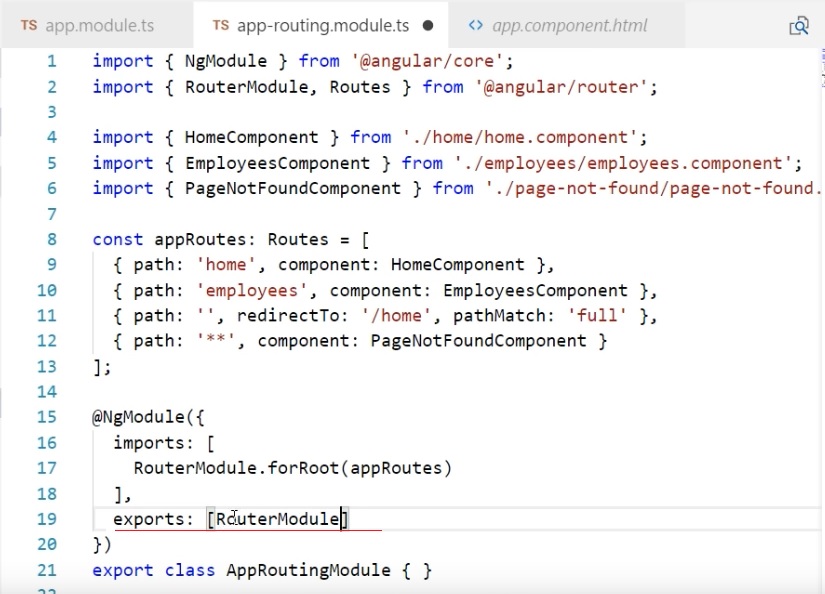 TS app.module.ts TS app-routing.module.ts ● <> app.component.html
1 import { NgModule } from '@angular/core';
2 import { RouterModule, Routes } from '@angular/router';
3
4 import { HomeComponent } from './home/home.component';
5 import { EmployeesComponent } from './employees/employees.component';
6 import { PageNotFoundComponent } from './page-not-found/page-not-found.
7
8 const appRoutes: Routes = [
9 { path: 'home', component: HomeComponent },
10 { path: 'employees', component: EmployeesComponent },
11 { path: '', redirectTo: '/home', pathMatch: 'full' },
12 { path: '**', component: PageNotFoundComponent }
13 ];
14
15 @NgModule({
16 imports: [
17 RouterModule.forRoot(appRoutes)
18 ],
19 exports: [RouterModule]
20 })
21 export class AppRoutingModule { }